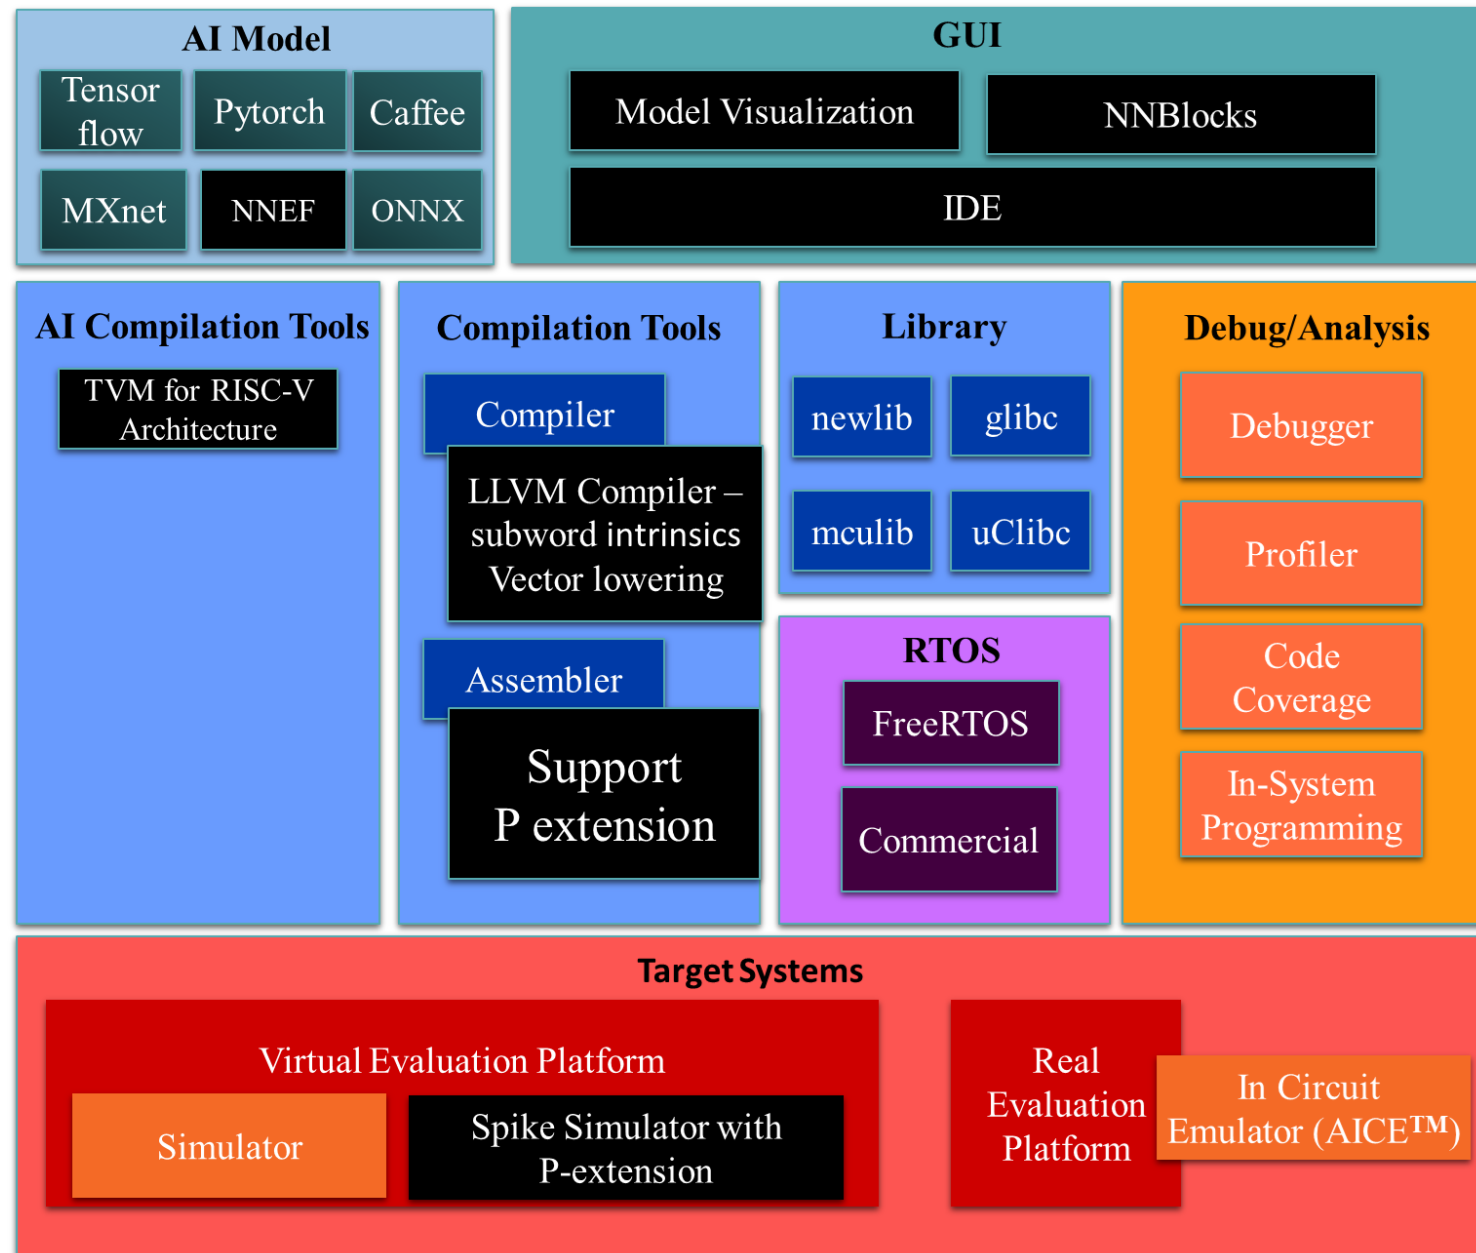 AI Model
Tensor
flow
Pytorch
Caffee
MXnet
NNEF
ONNX
GUI
Model Visualization
NNBlocks
IDE
AI Compilation Tools
TVM for RISC-V
Architecture
Compilation Tools
Compiler
LLVM Compiler –
subword intrinsics
Vector lowering
Assembler
Support
P extension
Library
newlib
glibc
mculib
uClibc
RTOS
FreeRTOS
Commercial
Debug/Analysis
Debugger
Profiler
Code
Coverage
In-System
Programming
Target Systems
Virtual Evaluation Platform
Simulator
Spike Simulator with
P-extension
Real
Evaluation
Platform
In Circuit
Emulator (AICE™)